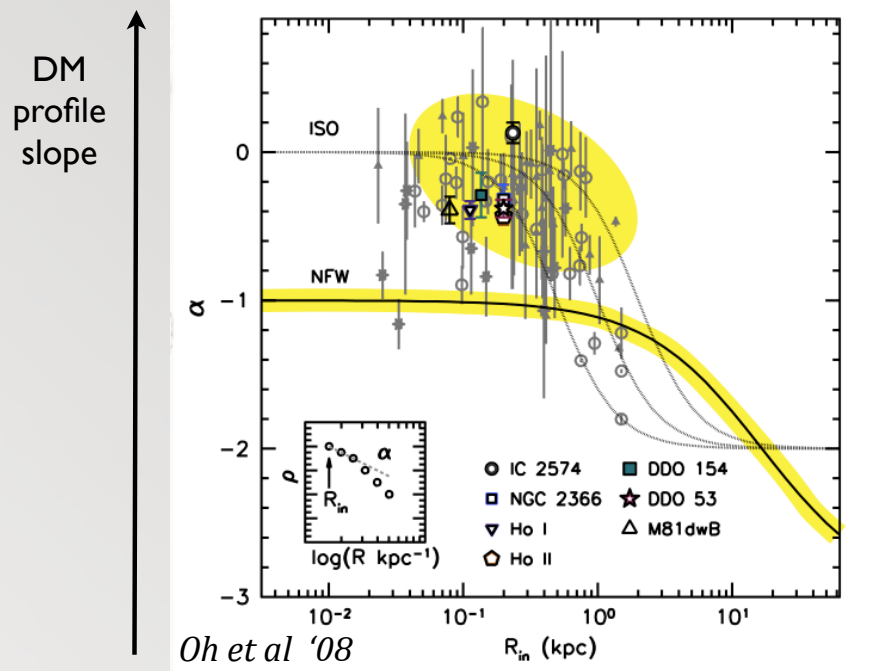 DM
profile
slope
ISO
NFW
α
0
−1
−2
−3
ρ
α
R_in
log(R kpc⁻¹)
IC 2574
NGC 2366
Ho I
Ho II
DDO 154
DDO 53
M81dwB
10⁻² 10⁻¹ 10⁰ 10¹
R_in (kpc)
Oh et al ‘08